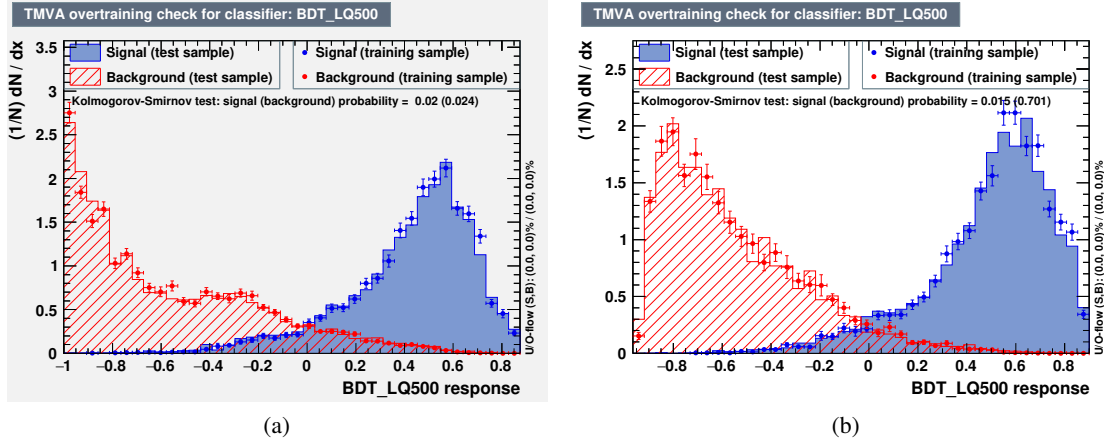 TMVA overtraining check for classifier: BDT_LQ500
(1/N) dN / dx
Signal (test sample)
Background (test sample)
Signal (training sample)
Background (training sample)
Kolmogorov-Smirnov test: signal (background) probability = 0.02 (0.024)
3.5
3
2.5
2
1.5
1
0.5
0
−1 −0.8 −0.6 −0.4 −0.2 0 0.2 0.4 0.6 0.8
BDT_LQ500 response
U/O-flow (S,B): (0.0, 0.0)% / (0.0, 0.0)%
(a)
TMVA overtraining check for classifier: BDT_LQ500
(1/N) dN / dx
Signal (test sample)
Background (test sample)
Signal (training sample)
Background (training sample)
Kolmogorov-Smirnov test: signal (background) probability = 0.015 (0.701)
2.5
2
1.5
1
0.5
0
−0.8 −0.6 −0.4 −0.2 0 0.2 0.4 0.6 0.8
BDT_LQ500 response
U/O-flow (S,B): (0.0, 0.0)% / (0.0, 0.0)%
(b)